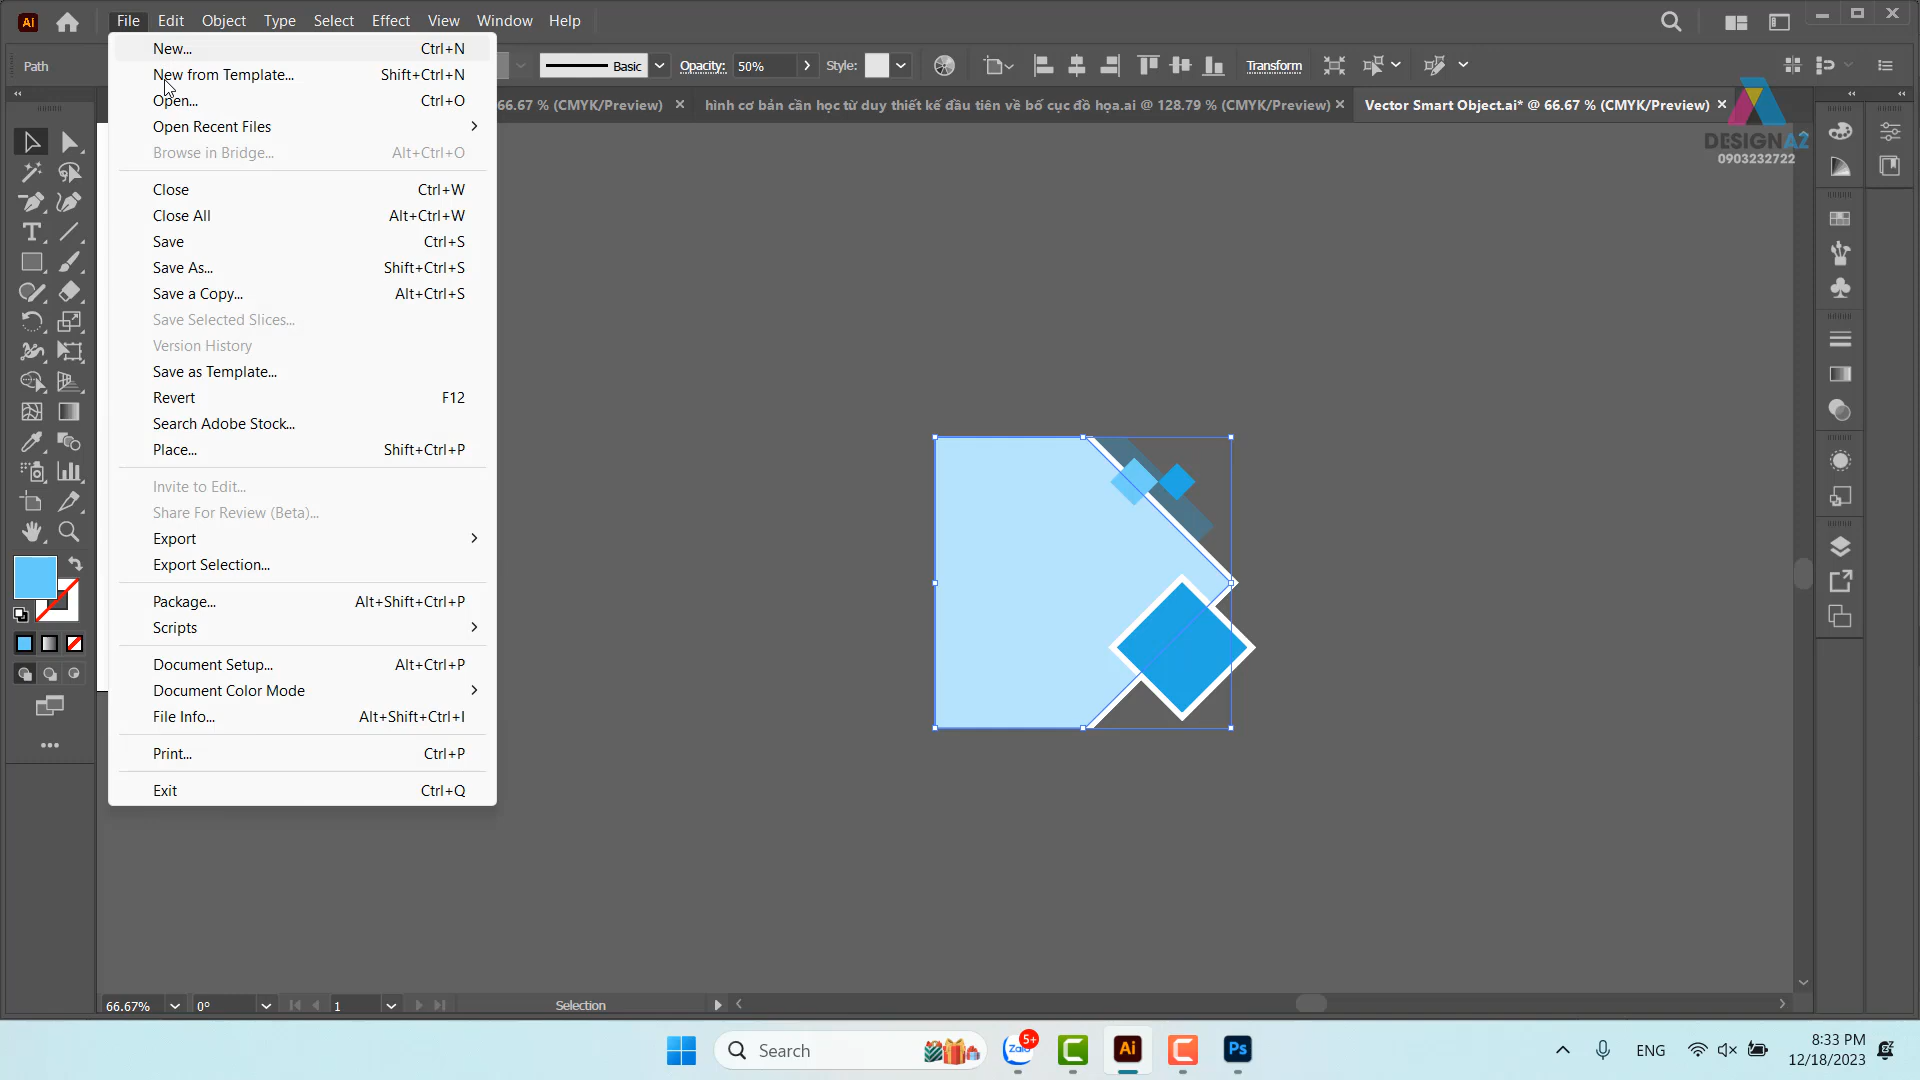 Ai File Edit Object Type Select Effect View Window Help
Path Basic Opacity: 50% Style: Transform
66.67 % (CMYK/Preview) × hình cơ bản cần học từ duy thiết kế đầu tiên về bố cục đồ họa.ai @ 128.79 % (CMYK/Preview) × Vector Smart Object.ai* @ 66.67 % (CMYK/Preview) ×
DESIGNAZ
0903232722
New... Ctrl+N
New from Template... Shift+Ctrl+N
Open... Ctrl+O
Open Recent Files
Browse in Bridge... Alt+Ctrl+O
Close Ctrl+W
Close All Alt+Ctrl+W
Save Ctrl+S
Save As... Shift+Ctrl+S
Save a Copy... Alt+Ctrl+S
Save Selected Slices...
Version History
Save as Template...
Revert F12
Search Adobe Stock...
Place... Shift+Ctrl+P
Invite to Edit...
Share For Review (Beta)...
Export
Export Selection...
Package... Alt+Shift+Ctrl+P
Scripts
Document Setup... Alt+Ctrl+P
Document Color Mode
File Info... Alt+Shift+Ctrl+I
Print... Ctrl+P
Exit Ctrl+Q
66.67% 0° 1 Selection
Search Zalo 5+ Ai Ps ENG
8:33 PM
12/18/2023